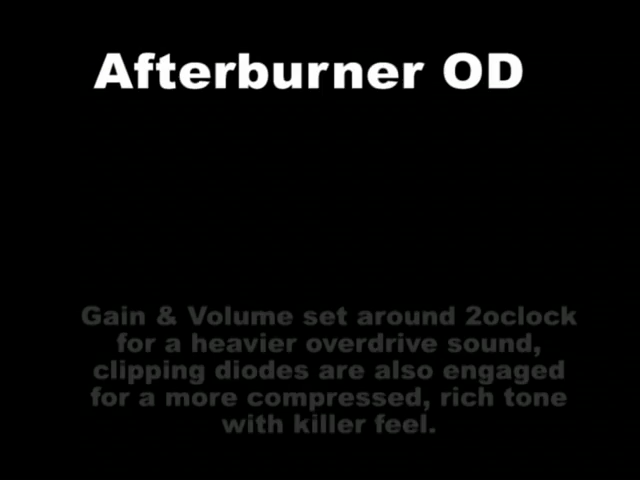 Afterburner OD
Gain & Volume set around 2oclock
for a heavier overdrive sound,
clipping diodes are also engaged
for a more compressed, rich tone
with killer feel.